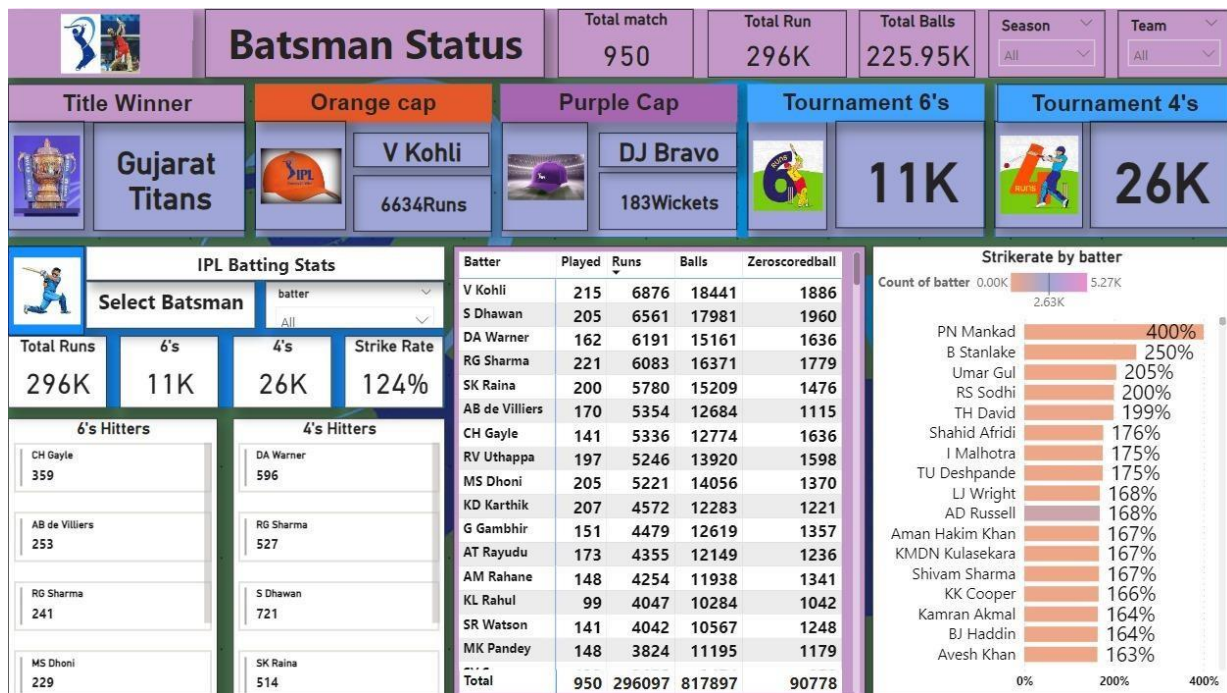 Batsman Status
Total match
950
Total Run
296K
Total Balls
225.95K
Season
All
Team
All
Title Winner
Gujarat
Titans
Orange cap
IPL
V Kohli
6634Runs
Purple Cap
DJ Bravo
183Wickets
Tournament 6's
6
RUNS
11K
Tournament 4's
4
RUNS
26K
IPL Batting Stats
Select Batsman
batter
All
Total Runs
296K
6's
11K
4's
26K
Strike Rate
124%
6's Hitters
CH Gayle
359
AB de Villiers
253
RG Sharma
241
MS Dhoni
229
4's Hitters
DA Warner
596
RG Sharma
527
S Dhawan
721
SK Raina
514
Batter Played Runs Balls Zeroscoredball
V Kohli 215 6876 18441 1886
S Dhawan 205 6561 17981 1960
DA Warner 162 6191 15161 1636
RG Sharma 221 6083 16371 1779
SK Raina 200 5780 15209 1476
AB de Villiers 170 5354 12684 1115
CH Gayle 141 5336 12774 1636
RV Uthappa 197 5246 13920 1598
MS Dhoni 205 5221 14056 1370
KD Karthik 207 4572 12283 1221
G Gambhir 151 4479 12619 1357
AT Rayudu 173 4355 12149 1236
AM Rahane 148 4254 11938 1341
KL Rahul 99 4047 10284 1042
SR Watson 141 4042 10567 1248
MK Pandey 148 3824 11195 1179
Total 950 296097 817897 90778
Strikerate by batter
Count of batter 0.00K 5.27K
2.63K
PN Mankad 400%
B Stanlake 250%
Umar Gul 205%
RS Sodhi 200%
TH David 199%
Shahid Afridi 176%
I Malhotra 175%
TU Deshpande 175%
LJ Wright 168%
AD Russell 168%
Aman Hakim Khan 167%
KMDN Kulasekara 167%
Shivam Sharma 167%
KK Cooper 166%
Kamran Akmal 164%
BJ Haddin 164%
Avesh Khan 163%
0% 200% 400%